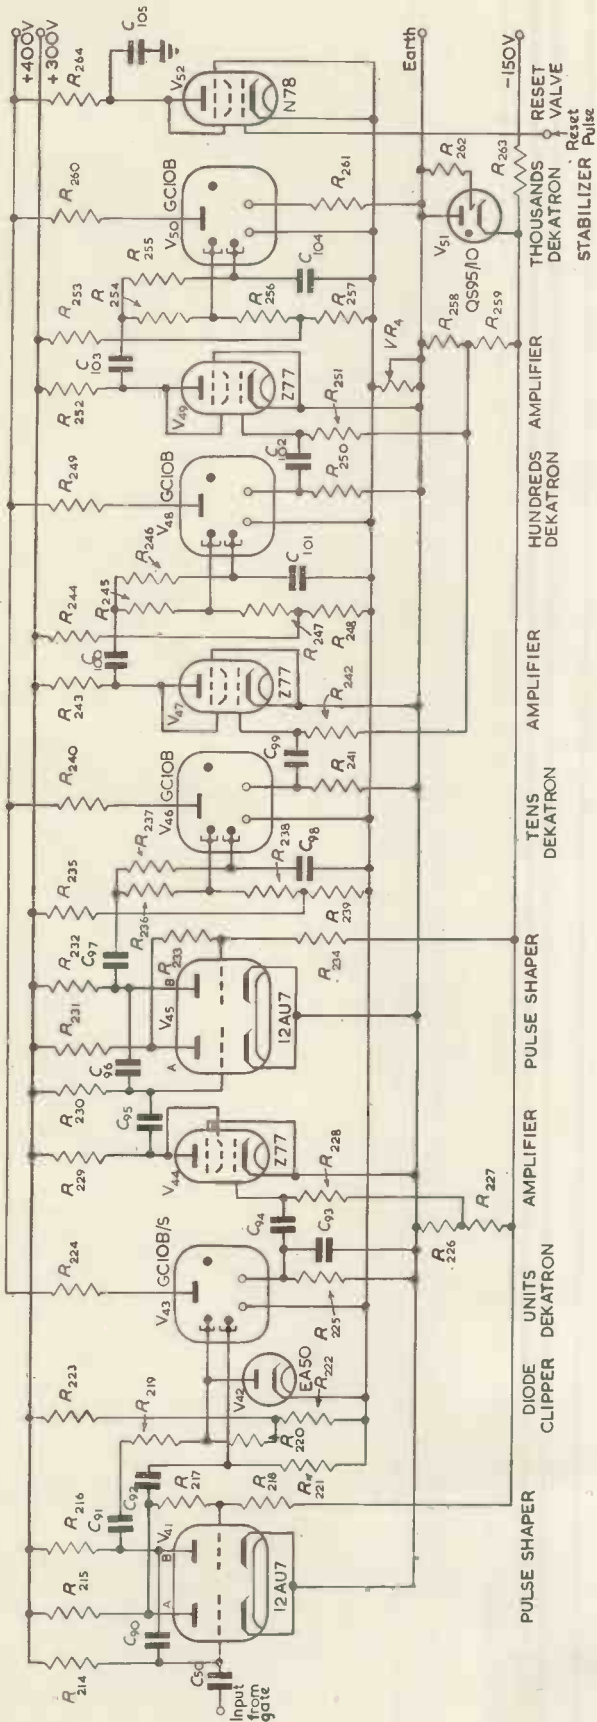 +400V
+300V
R264
C105
V52
N78
Earth
-150V
RESET VALVE
Reset Pulse
R260
V50
GC10B
R261
R262
R263
V51
QS95/10
THOUSANDS DEKATRON
STABILIZER
R253
R254
R255
R256
R257
C104
R258
R259
R252
C103
V49
Z77
R251
VR4
AMPLIFIER
R249
V48
GC10B
C102
R250
HUNDREDS DEKATRON
R244
R245
R246
C101
R247
R248
R243
C100
V47
Z77
R242
AMPLIFIER
R240
V46
GC10B
C99
R241
TENS DEKATRON
R235
R236
R237
R238
C98
R239
R232
C97
R231
R233
V45
A
B
12AU7
R234
PULSE SHAPER
R230
C96
C95
R229
V44
Z77
R228
AMPLIFIER
R227
R226
R224
V43
GC10B/S
C94
C93
R225
UNITS DEKATRON
R223
R219
V42
EA50
R222
R220
DIODE CLIPPER
R216
C91
C92
R217
R218
R221
R215
V41
A
B
12AU7
C90
R214
C50
Input from gate
PULSE SHAPER